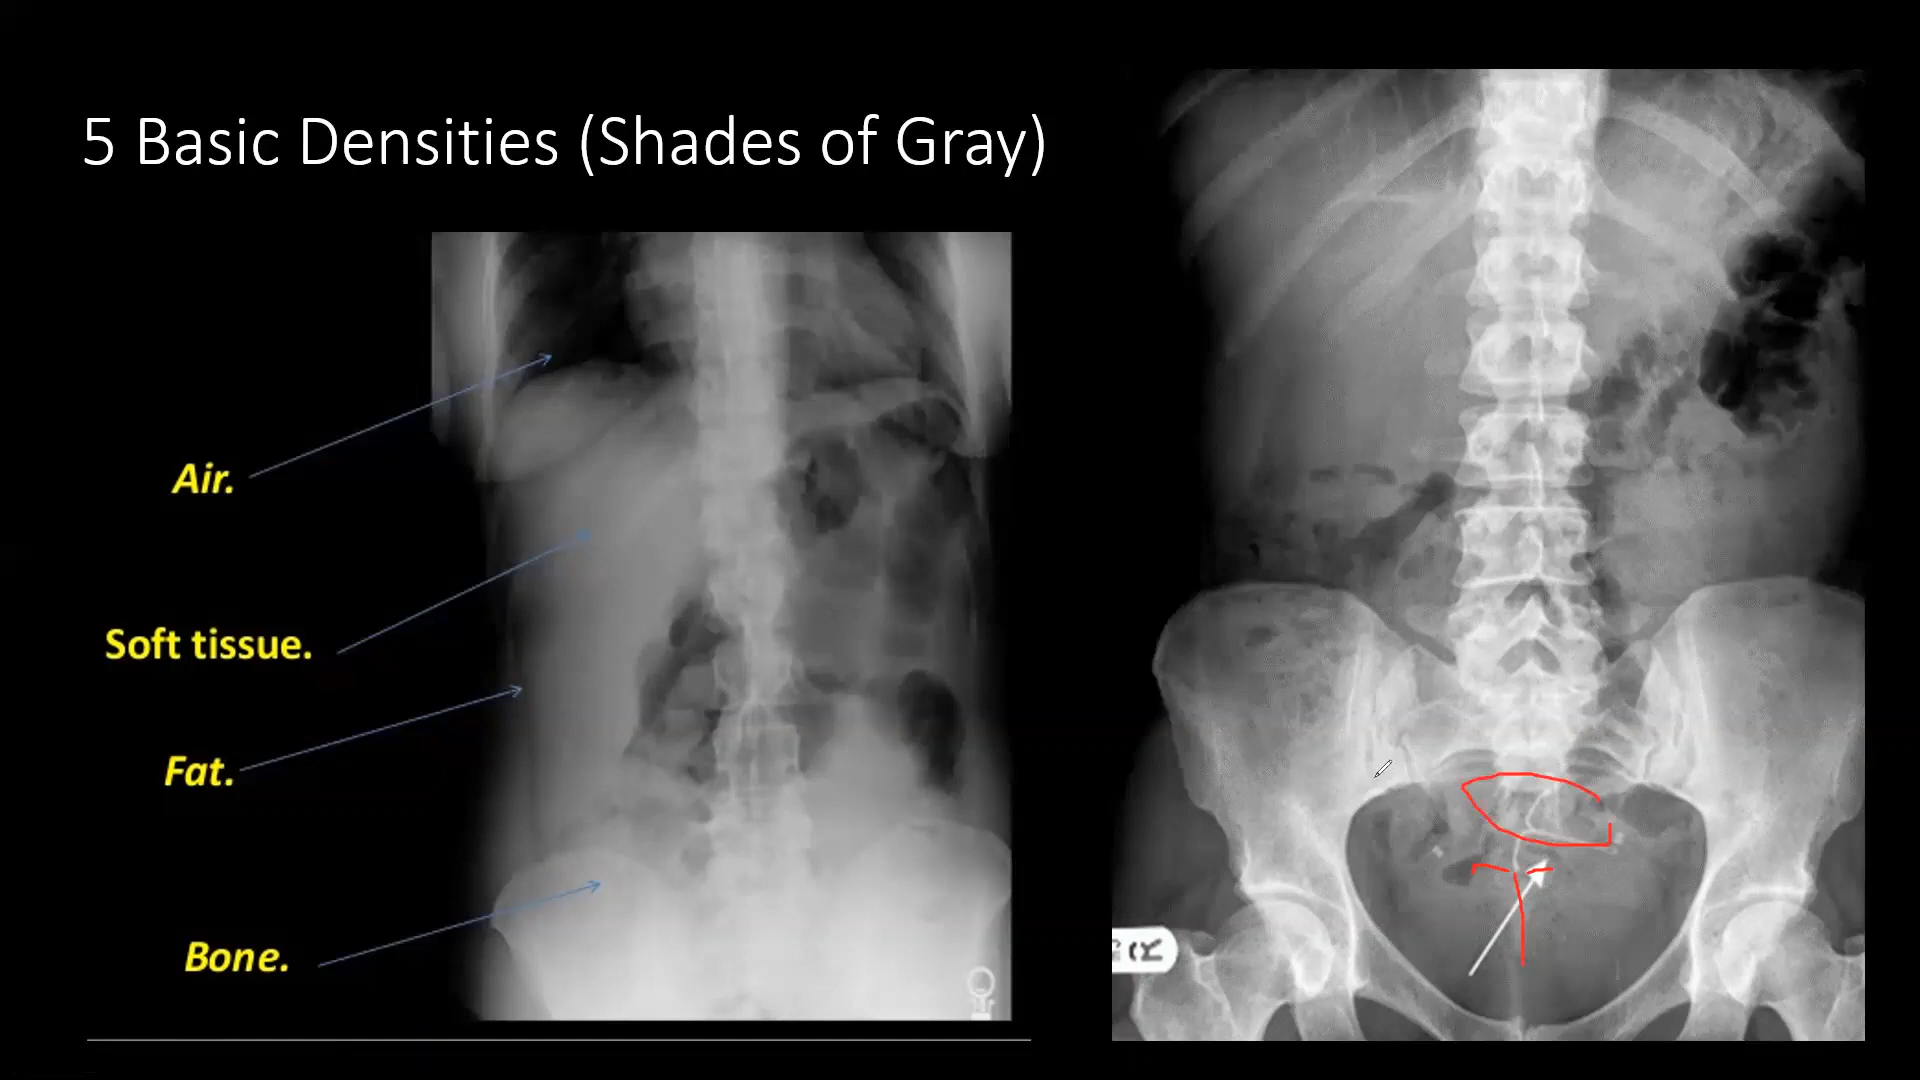 5 Basic Densities (Shades of Gray)
Air.
Soft tissue.
Fat.
Bone.